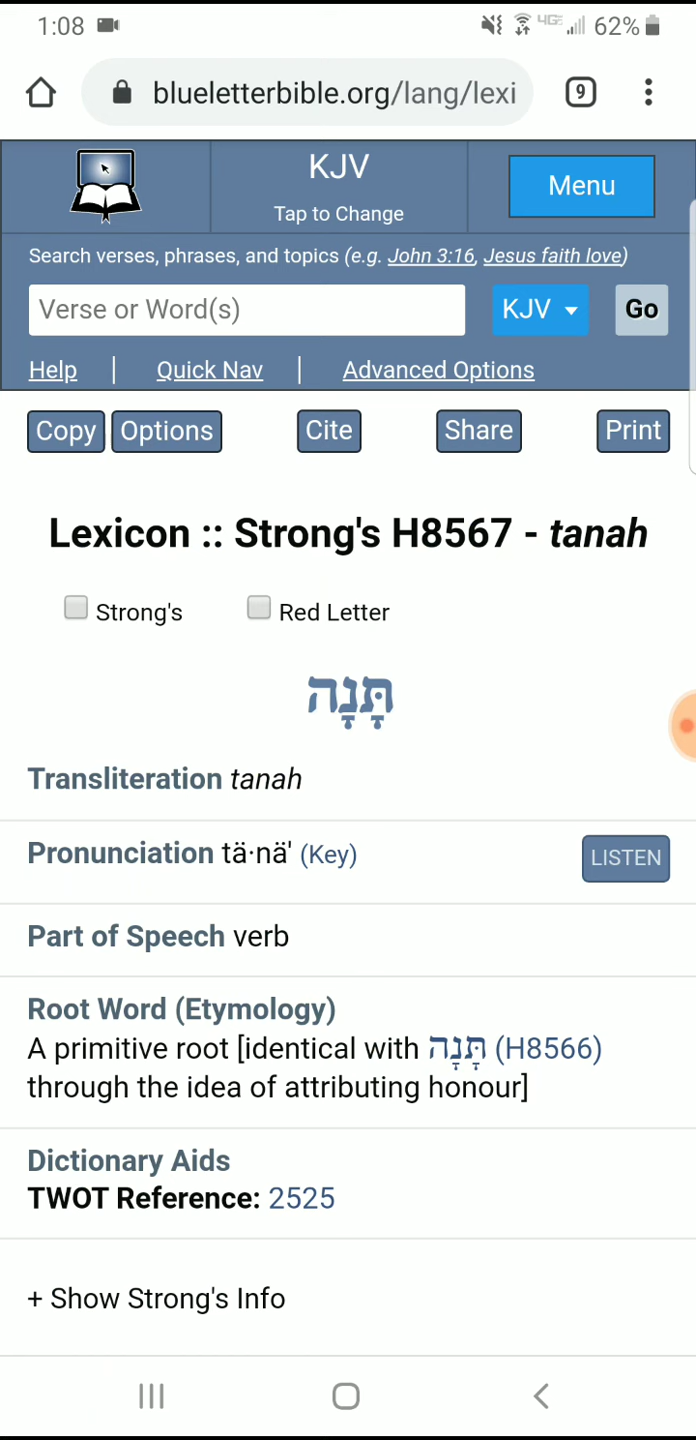 1:08 4GE 62%
blueletterbible.org/lang/lexi 9
KJV
Tap to Change
Menu
Search verses, phrases, and topics (e.g. John 3:16, Jesus faith love)
Verse or Word(s) KJV Go
Help | Quick Nav | Advanced Options
Copy Options Cite Share Print
Lexicon :: Strong's H8567 - tanah
Strong's Red Letter
תָּנָה
Transliteration tanah
Pronunciation tä·nä' (Key) LISTEN
Part of Speech verb
Root Word (Etymology)
A primitive root [identical with תָּנָה (H8566)
through the idea of attributing honour]
Dictionary Aids
TWOT Reference: 2525
+ Show Strong's Info